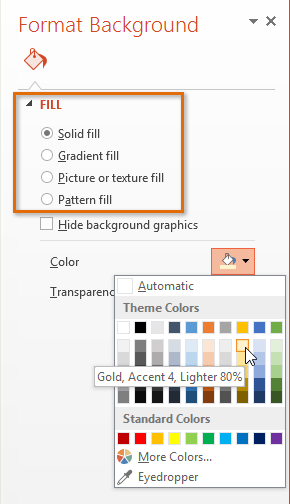 Format Background
FILL
Solid fill
Gradient fill
Picture or texture fill
Pattern fill
Hide background graphics
Color
Transparenc
Automatic
Theme Colors
Gold, Accent 4, Lighter 80%
Standard Colors
More Colors...
Eyedropper